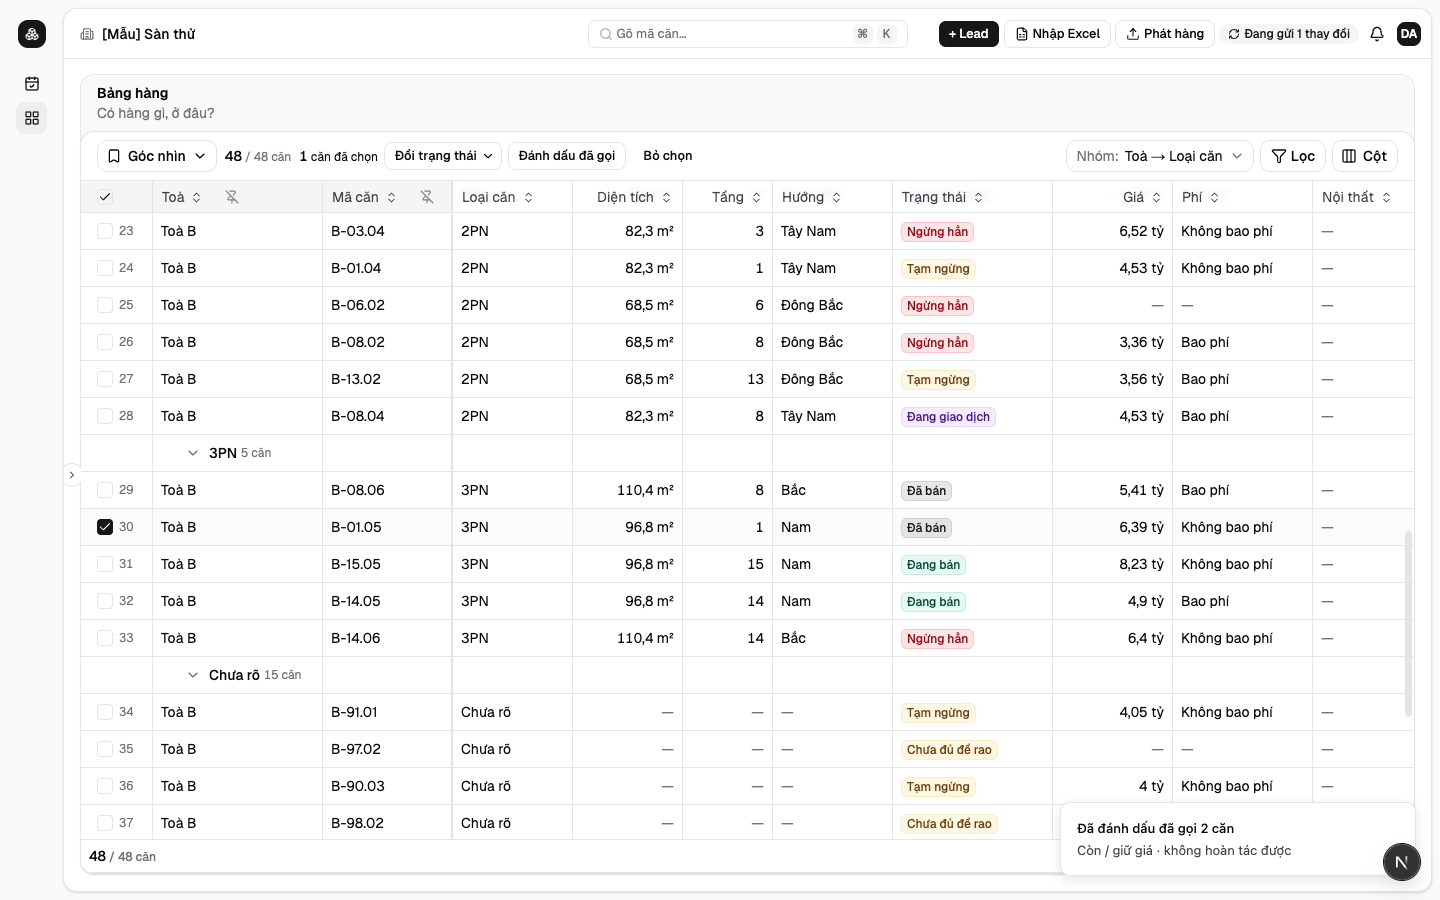 [Mẫu] Sàn thử
Gõ mã căn...
⌘ K
+ Lead
Nhập Excel
Phát hàng
Đang gửi 1 thay đổi
DA
Bảng hàng
Có hàng gì, ở đâu?
Góc nhìn
48 / 48 căn
1 căn đã chọn
Đổi trạng thái
Đánh dấu đã gọi
Bỏ chọn
Nhóm: Toà → Loại căn
Lọc
Cột
Toà Mã căn Loại căn Diện tích Tầng Hướng Trạng thái Giá Phí Nội thất
23 Toà B B-03.04 2PN 82,3 m² 3 Tây Nam Ngừng hẳn 6,52 tỷ Không bao phí —
24 Toà B B-01.04 2PN 82,3 m² 1 Tây Nam Tạm ngừng 4,53 tỷ Không bao phí —
25 Toà B B-06.02 2PN 68,5 m² 6 Đông Bắc Ngừng hẳn — — —
26 Toà B B-08.02 2PN 68,5 m² 8 Đông Bắc Ngừng hẳn 3,36 tỷ Bao phí —
27 Toà B B-13.02 2PN 68,5 m² 13 Đông Bắc Tạm ngừng 3,56 tỷ Bao phí —
28 Toà B B-08.04 2PN 82,3 m² 8 Tây Nam Đang giao dịch 4,53 tỷ Bao phí —
3PN 5 căn
29 Toà B B-08.06 3PN 110,4 m² 8 Bắc Đã bán 5,41 tỷ Bao phí —
30 Toà B B-01.05 3PN 96,8 m² 1 Nam Đã bán 6,39 tỷ Không bao phí —
31 Toà B B-15.05 3PN 96,8 m² 15 Nam Đang bán 8,23 tỷ Không bao phí —
32 Toà B B-14.05 3PN 96,8 m² 14 Nam Đang bán 4,9 tỷ Bao phí —
33 Toà B B-14.06 3PN 110,4 m² 14 Bắc Ngừng hẳn 6,4 tỷ Không bao phí —
Chưa rõ 15 căn
34 Toà B B-91.01 Chưa rõ — — — Tạm ngừng 4,05 tỷ Không bao phí —
35 Toà B B-97.02 Chưa rõ — — — Chưa đủ để rao — — —
36 Toà B B-90.03 Chưa rõ — — — Tạm ngừng 4 tỷ Không bao phí —
37 Toà B B-98.02 Chưa rõ — — — Chưa đủ để rao
48 / 48 căn
Đã đánh dấu đã gọi 2 căn
Còn / giữ giá · không hoàn tác được
N